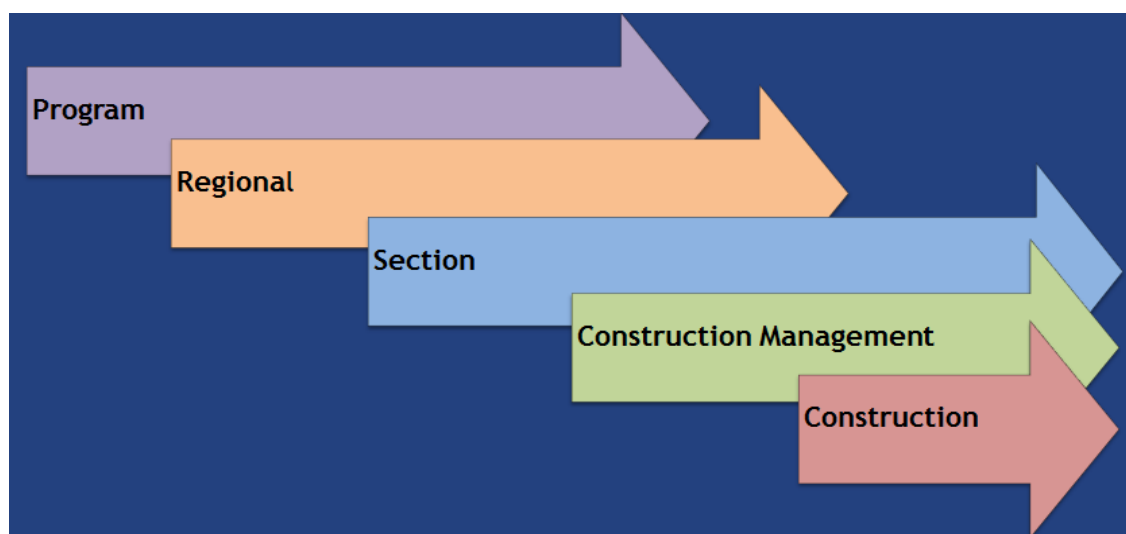 Program
Regional
Section
Construction Management
Construction